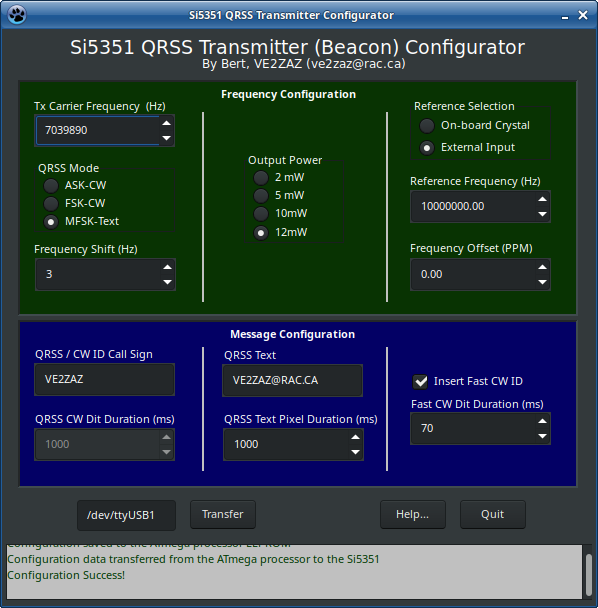 Si5351 QRSS Transmitter Configurator
Si5351 QRSS Transmitter (Beacon) Configurator
By Bert, VE2ZAZ (ve2zaz@rac.ca)
Frequency Configuration
Tx Carrier Frequency (Hz)
7039890
QRSS Mode
ASK-CW
FSK-CW
MFSK-Text
Frequency Shift (Hz)
3
Output Power
2 mW
5 mW
10mW
12mW
Reference Selection
On-board Crystal
External Input
Reference Frequency (Hz)
10000000.00
Frequency Offset (PPM)
0.00
Message Configuration
QRSS / CW ID Call Sign
VE2ZAZ
QRSS CW Dit Duration (ms)
1000
QRSS Text
VE2ZAZ@RAC.CA
QRSS Text Pixel Duration (ms)
1000
Insert Fast CW ID
Fast CW Dit Duration (ms)
70
/dev/ttyUSB1
Transfer
Help...
Quit
Configuration saved to the ATmega processor EEPROM
Configuration data transferred from the ATmega processor to the Si5351
Configuration Success!